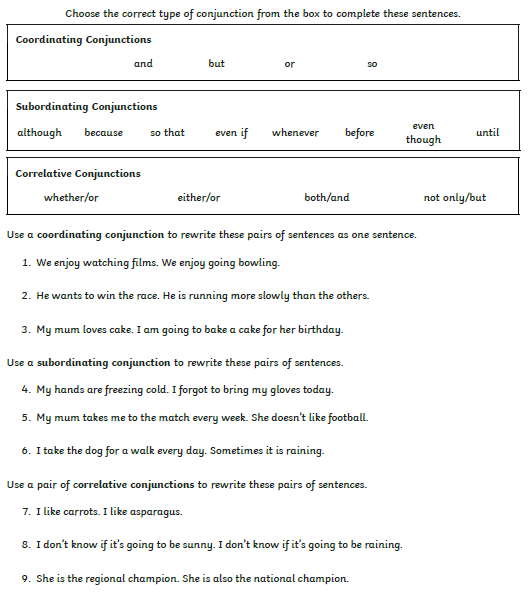 Choose the correct type of conjunction from the box to complete these sentences.
Coordinating Conjunctions
and but or so
Subordinating Conjunctions
although because so that even if whenever before even though until
Correlative Conjunctions
whether/or either/or both/and not only/but
Use a coordinating conjunction to rewrite these pairs of sentences as one sentence.
1. We enjoy watching films. We enjoy going bowling.
2. He wants to win the race. He is running more slowly than the others.
3. My mum loves cake. I am going to bake a cake for her birthday.
Use a subordinating conjunction to rewrite these pairs of sentences.
4. My hands are freezing cold. I forgot to bring my gloves today.
5. My mum takes me to the match every week. She doesn't like football.
6. I take the dog for a walk every day. Sometimes it is raining.
Use a pair of correlative conjunctions to rewrite these pairs of sentences.
7. I like carrots. I like asparagus.
8. I don't know if it's going to be sunny. I don't know if it's going to be raining.
9. She is the regional champion. She is also the national champion.